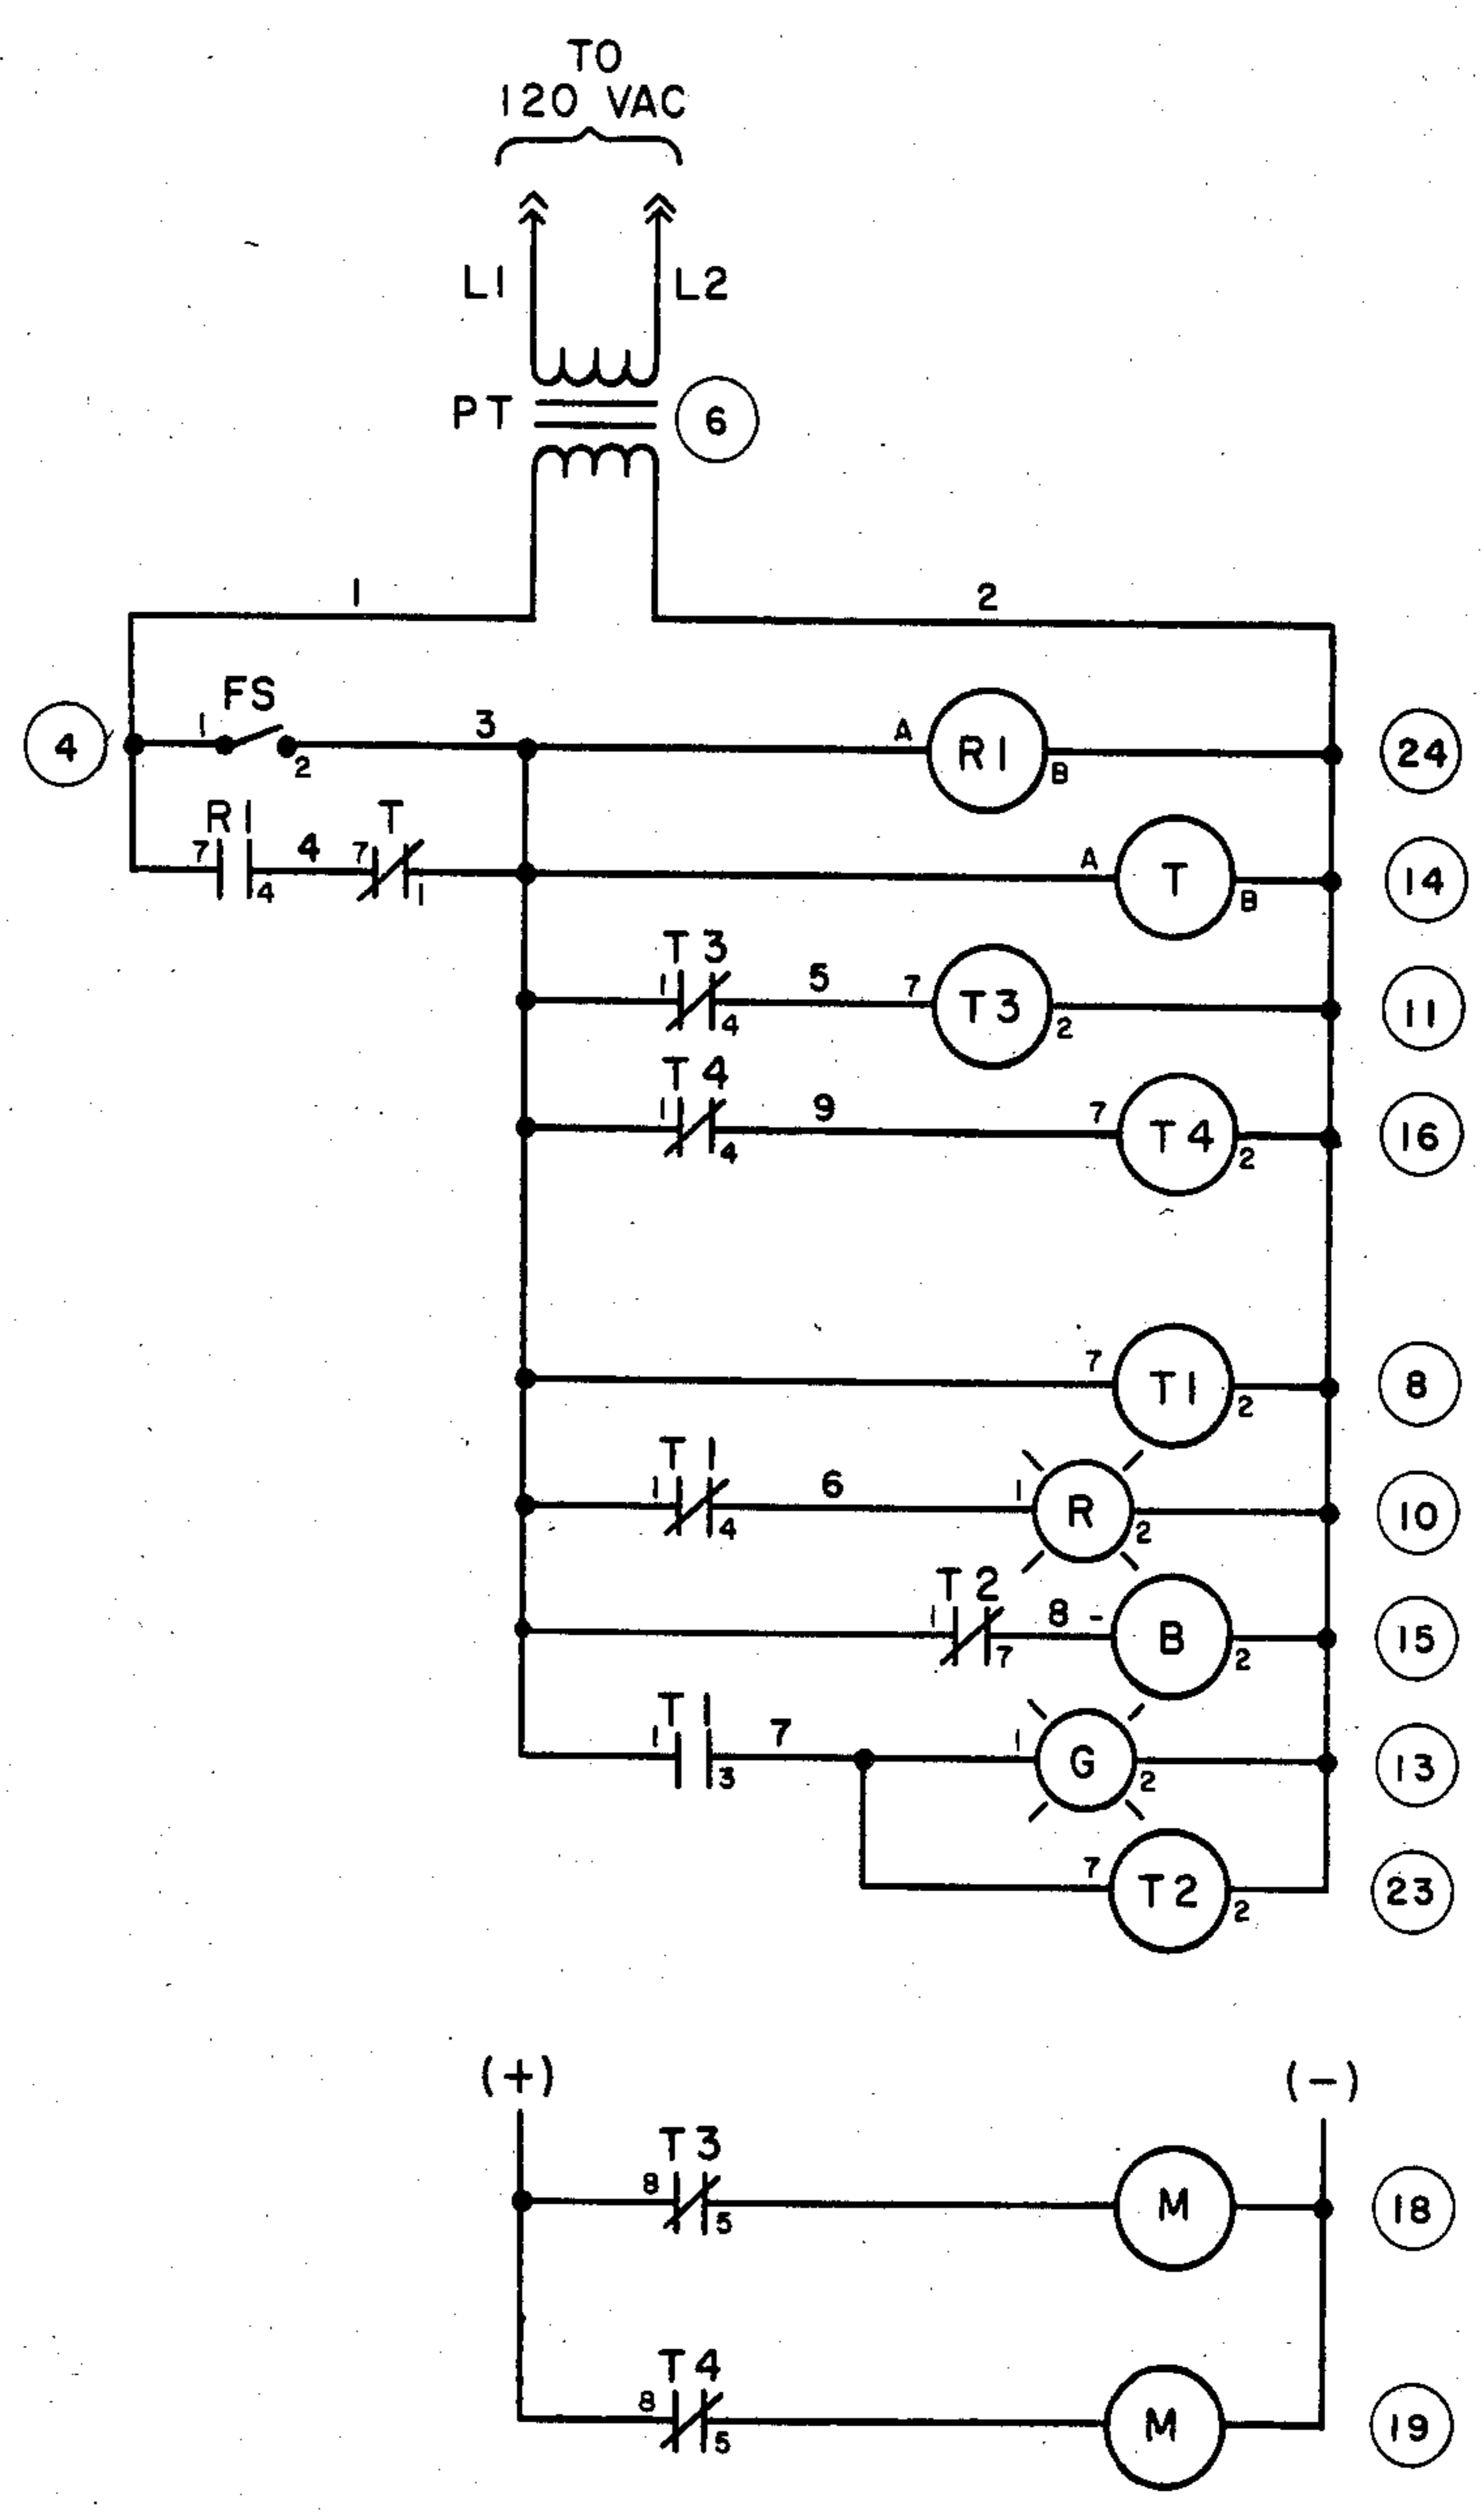 TO
120 VAC
L1 L2
PT 6
1 2
FS
4 1 2 3 A R1 B 24
R1 T
7 4 4 7 1 A T B 14
T3
1 4 5 7 T3 2 11
T4
1 4 9 7 T4 2 16
7 T1 2 8
T1
1 4 6 1 R 2 10
T2
1 7 8 - B 2 15
T1
1 3 7 1 G 2 13
7 T2 2 23
(+) (-)
T3
8 5 M 18
T4
8 5 M 19